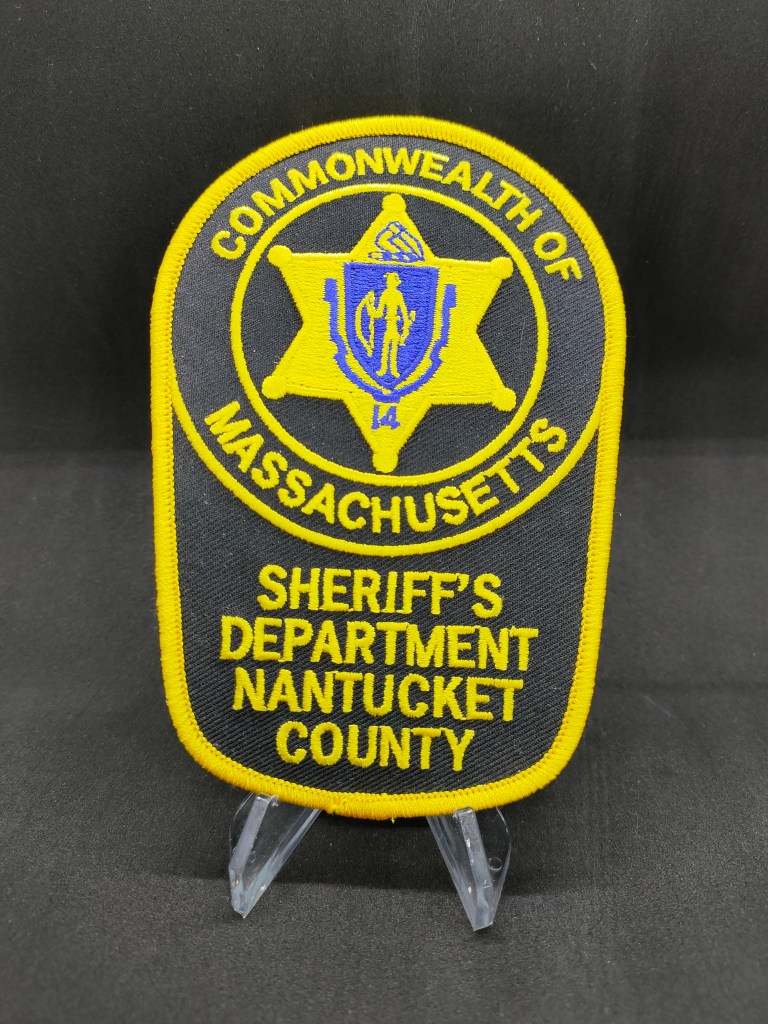 COMMONWEALTH OF
MASSACHUSETTS
14
SHERIFF'S
DEPARTMENT
NANTUCKET
COUNTY